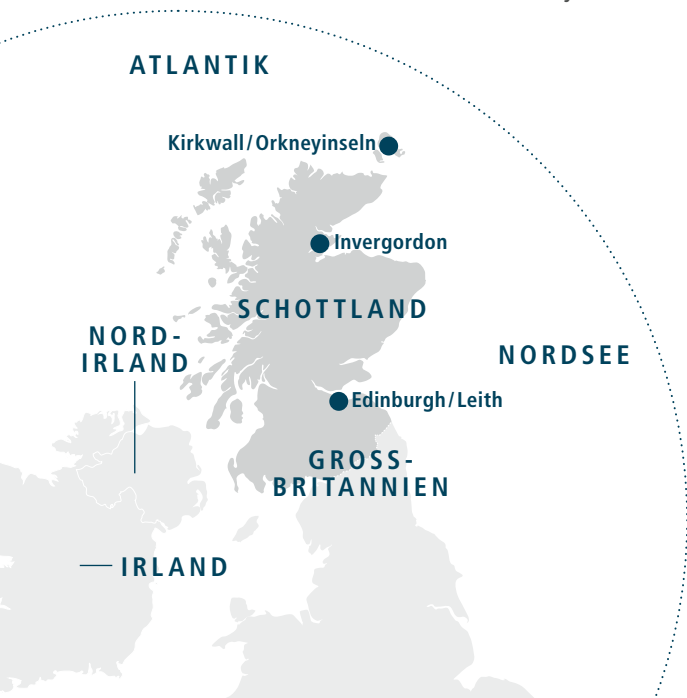 ATLANTIK
Kirkwall/Orkneyinseln
Invergordon
SCHOTTLAND
NORD-
IRLAND
NORDSEE
Edinburgh/Leith
GROSS-
BRITANNIEN
IRLAND